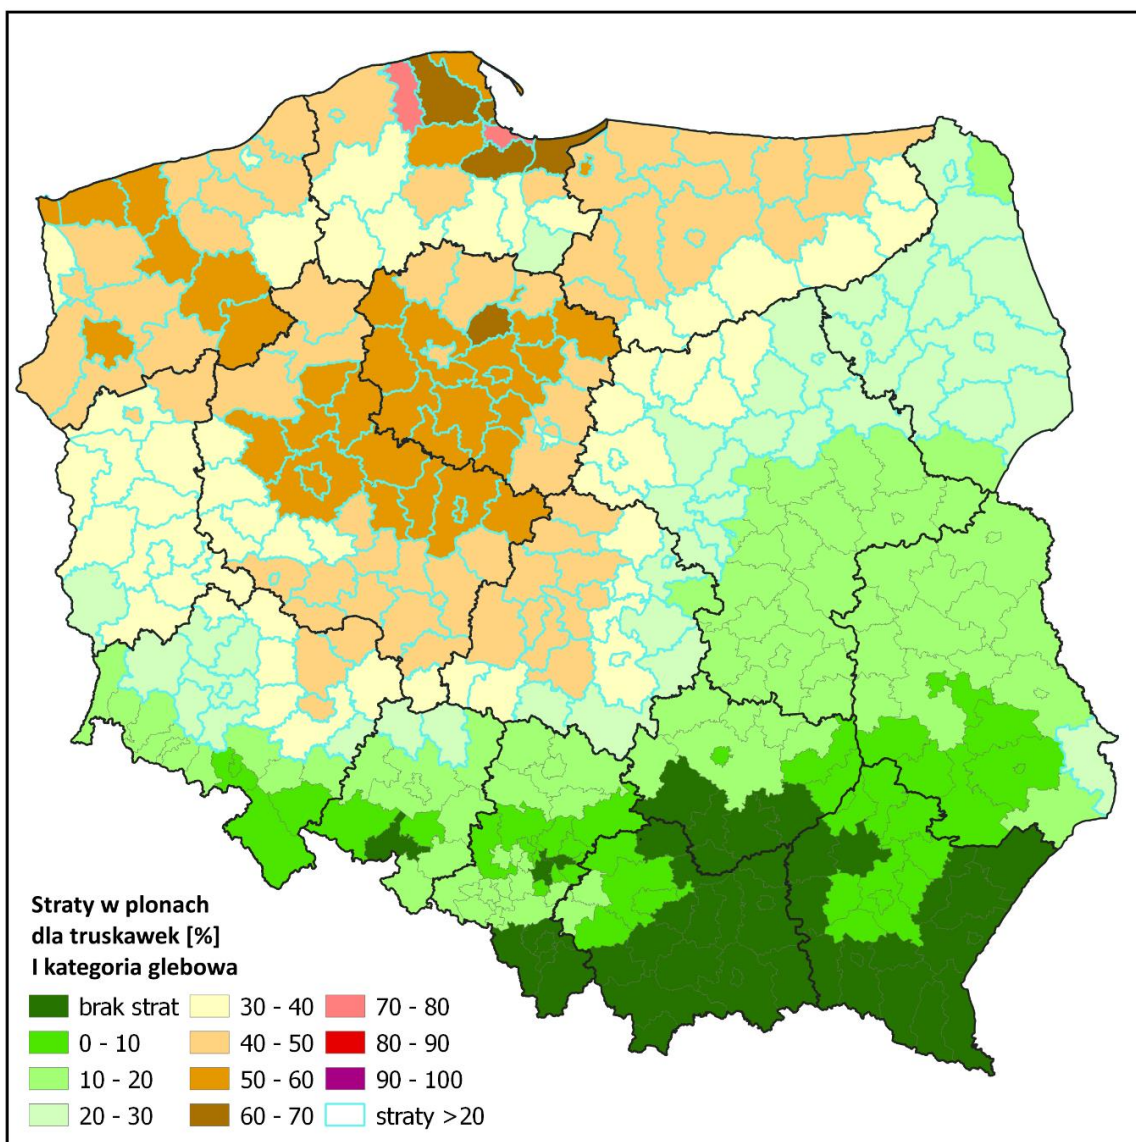 Straty w plonach
dla truskawek [%]
I kategoria glebowa
brak strat
0 - 10
10 - 20
20 - 30
30 - 40
40 - 50
50 - 60
60 - 70
70 - 80
80 - 90
90 - 100
straty >20